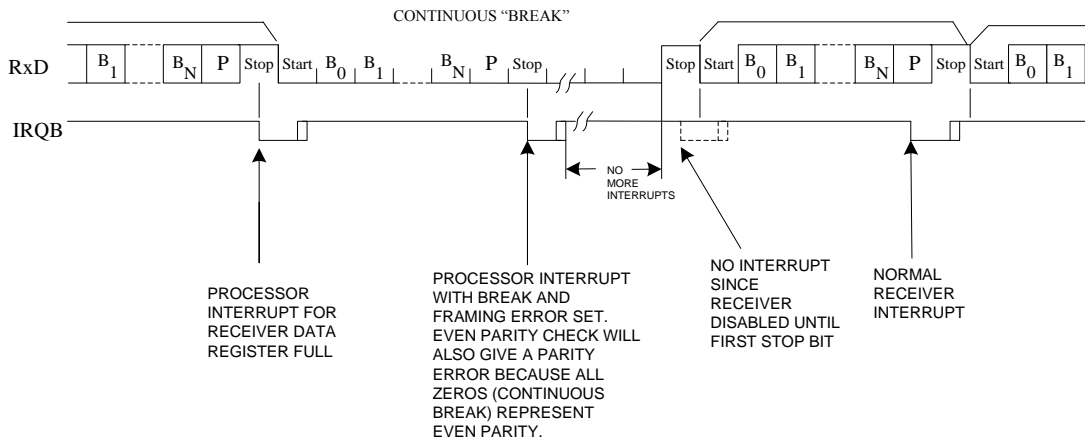 CONTINUOUS “BREAK”
RxD B1 BN P Stop Start B0 B1 BN P Stop Stop Start B0 B1 BN P Stop Start B0 B1
IRQB
NO
MORE
INTERRUPTS
PROCESSOR
INTERRUPT FOR
RECEIVER DATA
REGISTER FULL
PROCESSOR INTERRUPT
WITH BREAK AND
FRAMING ERROR SET.
EVEN PARITY CHECK WILL
ALSO GIVE A PARITY
ERROR BECAUSE ALL
ZEROS (CONTINUOUS
BREAK) REPRESENT
EVEN PARITY.
NO INTERRUPT
SINCE
RECEIVER
DISABLED UNTIL
FIRST STOP BIT
NORMAL
RECEIVER
INTERRUPT